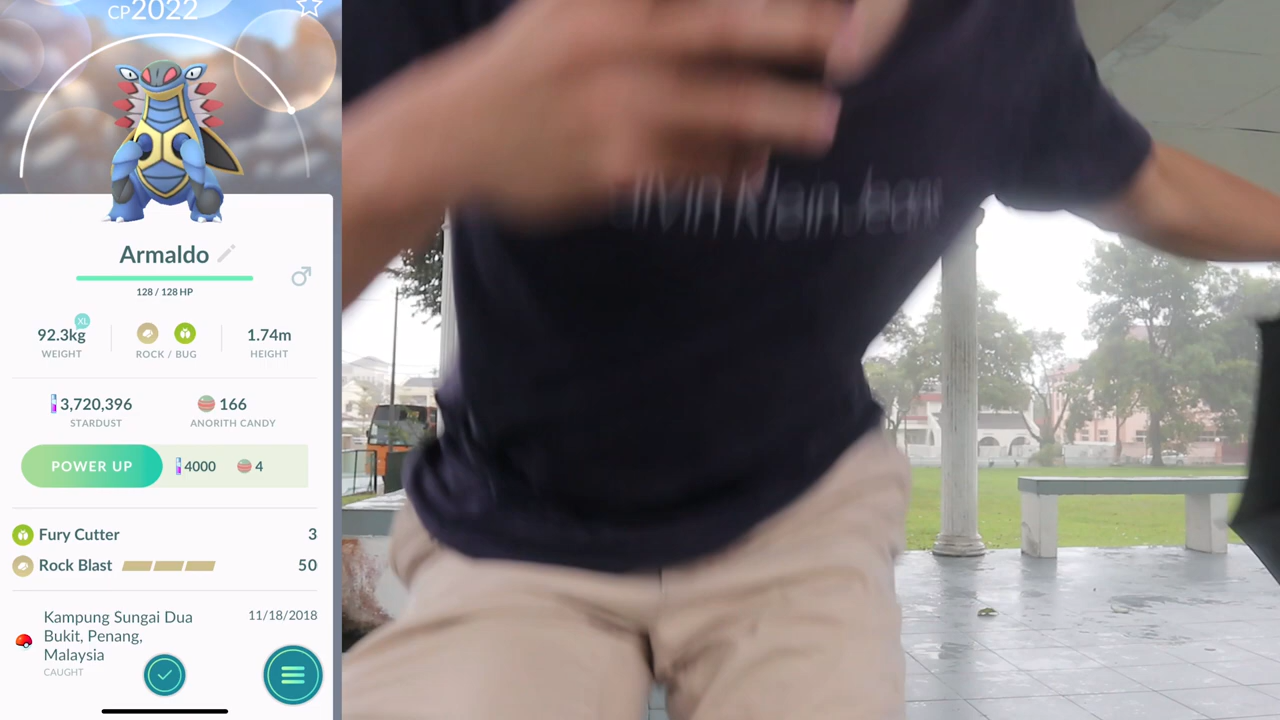 CP2022
Armaldo
128 / 128 HP
XL
92.3kg
WEIGHT
ROCK / BUG
1.74m
HEIGHT
3,720,396
STARDUST
166
ANORITH CANDY
POWER UP
4000
4
Fury Cutter
3
Rock Blast
50
Kampung Sungai Dua
Bukit, Penang,
Malaysia
11/18/2018
CAUGHT
Klein Jeans